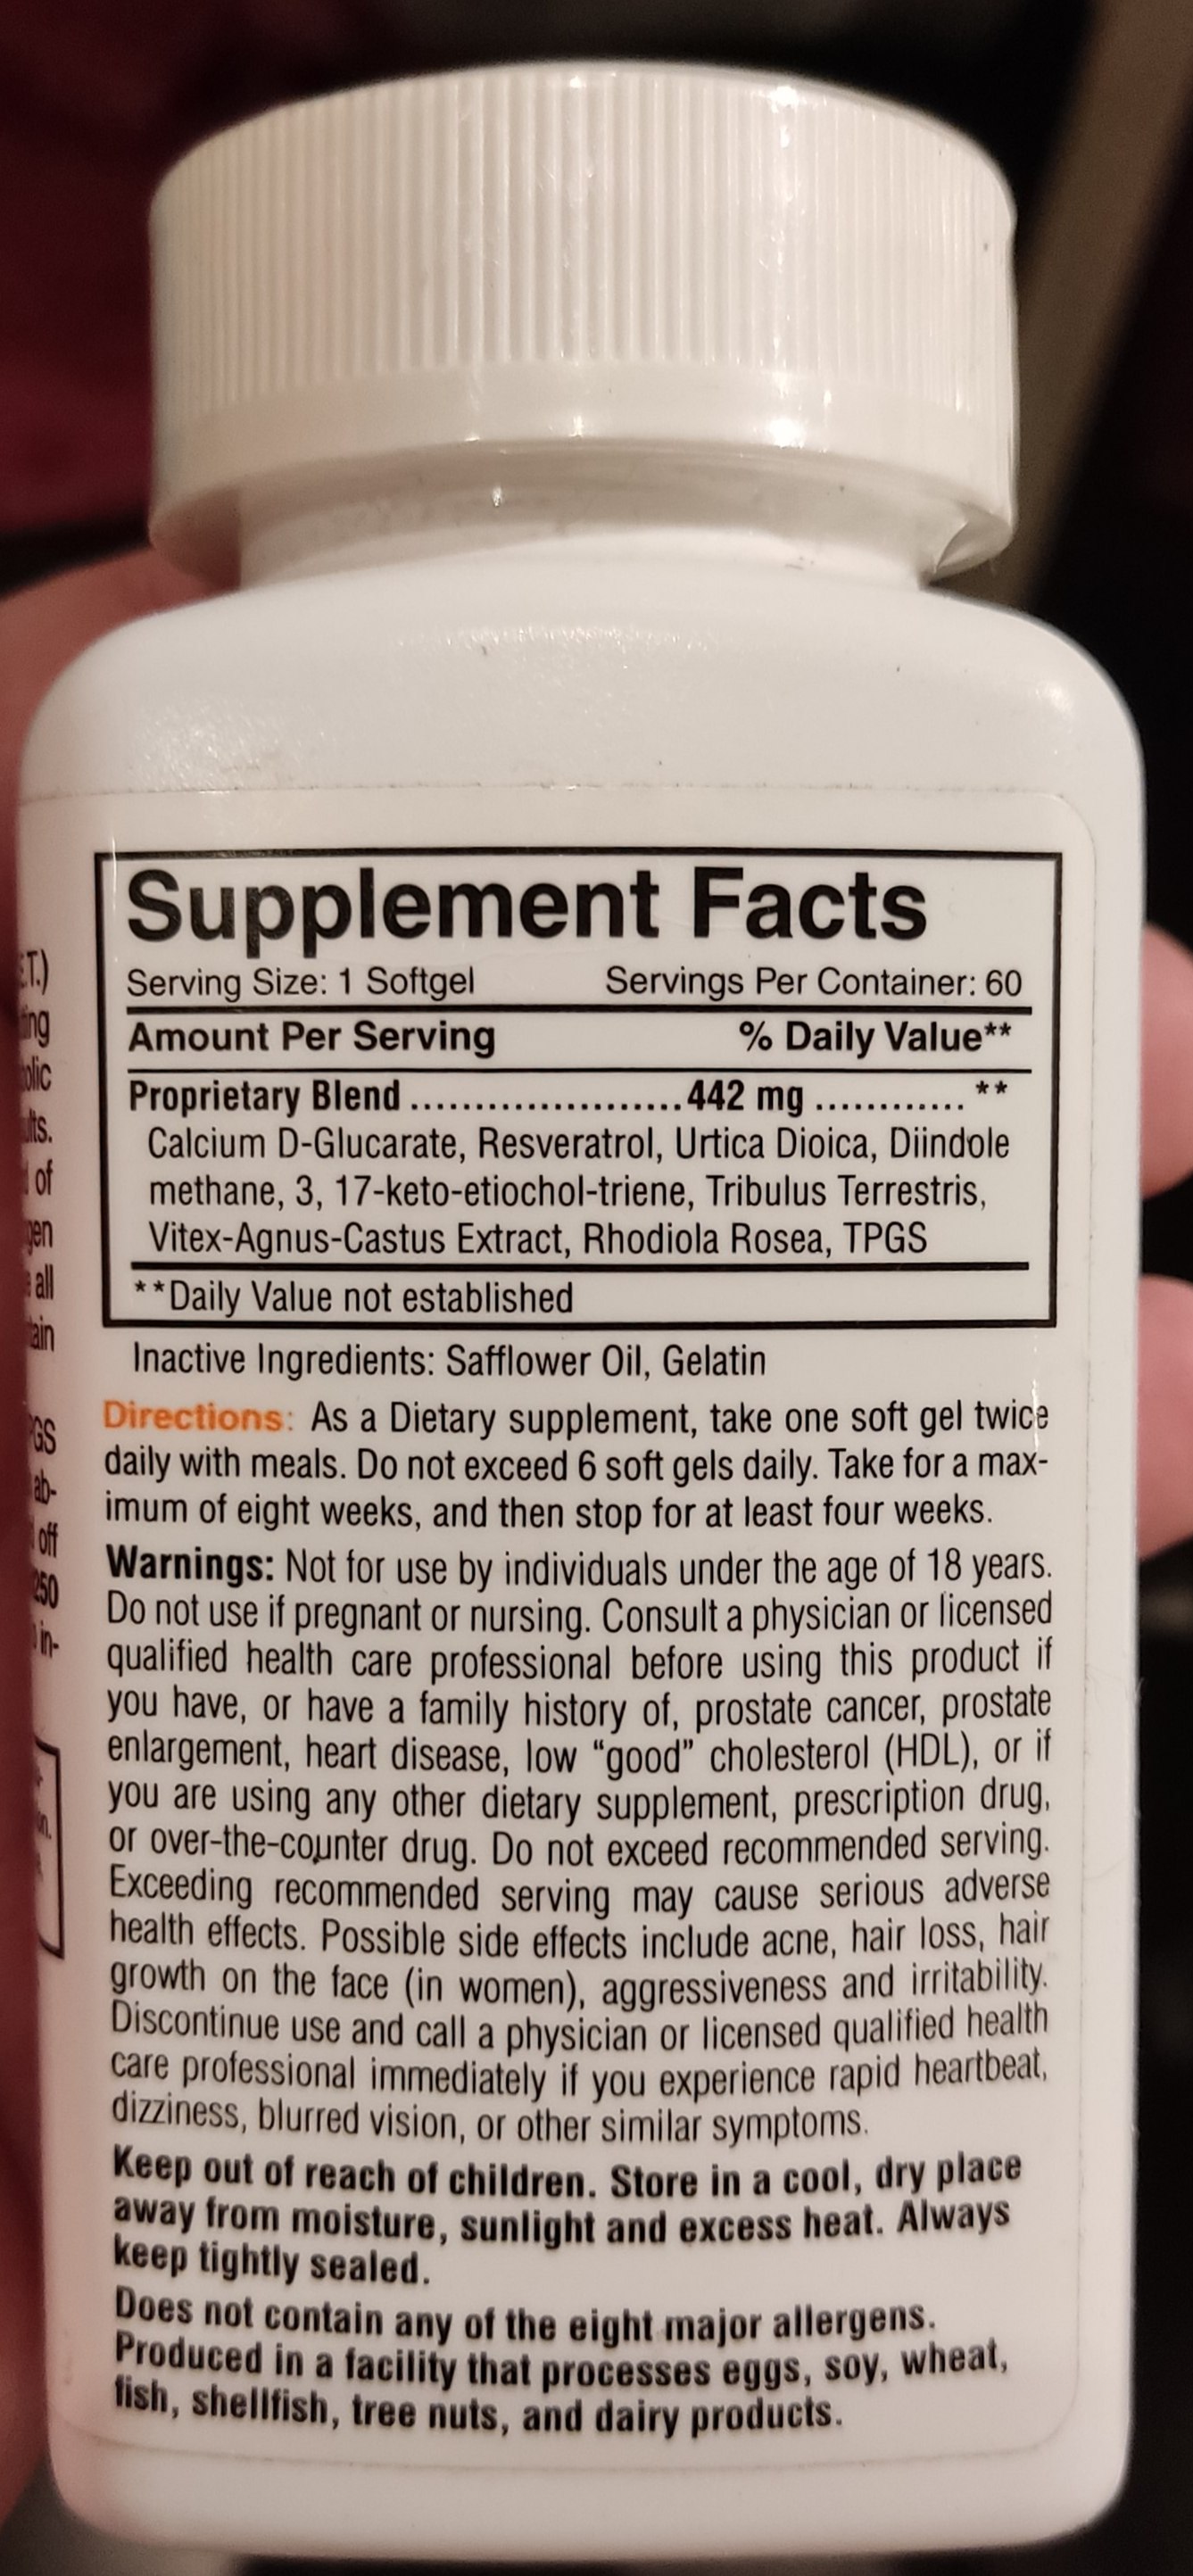 Supplement Facts
Serving Size: 1 Softgel Servings Per Container: 60
Amount Per Serving % Daily Value**
Proprietary Blend.....................442 mg ............ **
Calcium D-Glucarate, Resveratrol, Urtica Dioica, Diindole
methane, 3, 17-keto-etiochol-triene, Tribulus Terrestris,
Vitex-Agnus-Castus Extract, Rhodiola Rosea, TPGS
**Daily Value not established
Inactive Ingredients: Safflower Oil, Gelatin
Directions: As a Dietary supplement, take one soft gel twice
daily with meals. Do not exceed 6 soft gels daily. Take for a max-
imum of eight weeks, and then stop for at least four weeks.
Warnings: Not for use by individuals under the age of 18 years.
Do not use if pregnant or nursing. Consult a physician or licensed
qualified health care professional before using this product if
you have, or have a family history of, prostate cancer, prostate
enlargement, heart disease, low “good” cholesterol (HDL), or if
you are using any other dietary supplement, prescription drug,
or over-the-counter drug. Do not exceed recommended serving.
Exceeding recommended serving may cause serious adverse
health effects. Possible side effects include acne, hair loss, hair
growth on the face (in women), aggressiveness and irritability.
Discontinue use and call a physician or licensed qualified health
care professional immediately if you experience rapid heartbeat,
dizziness, blurred vision, or other similar symptoms.
Keep out of reach of children. Store in a cool, dry place
away from moisture, sunlight and excess heat. Always
keep tightly sealed.
Does not contain any of the eight major allergens.
Produced in a facility that processes eggs, soy, wheat,
fish, shellfish, tree nuts, and dairy products.